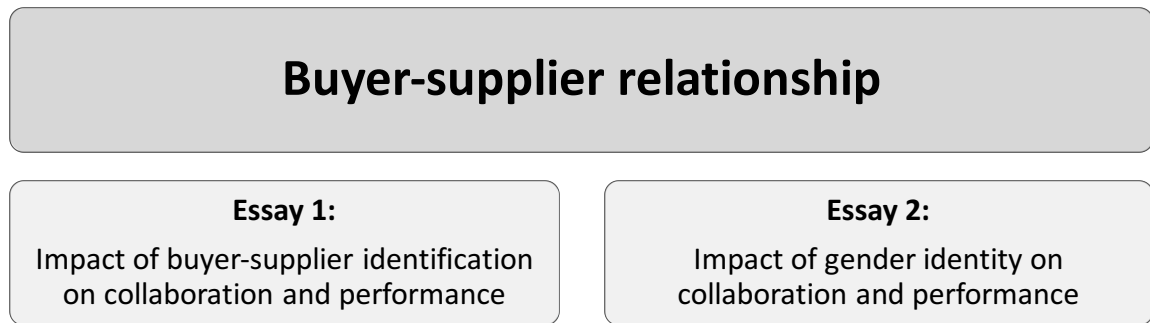 Buyer-supplier relationship
Essay 1:
Impact of buyer-supplier identification
on collaboration and performance
Essay 2:
Impact of gender identity on
collaboration and performance